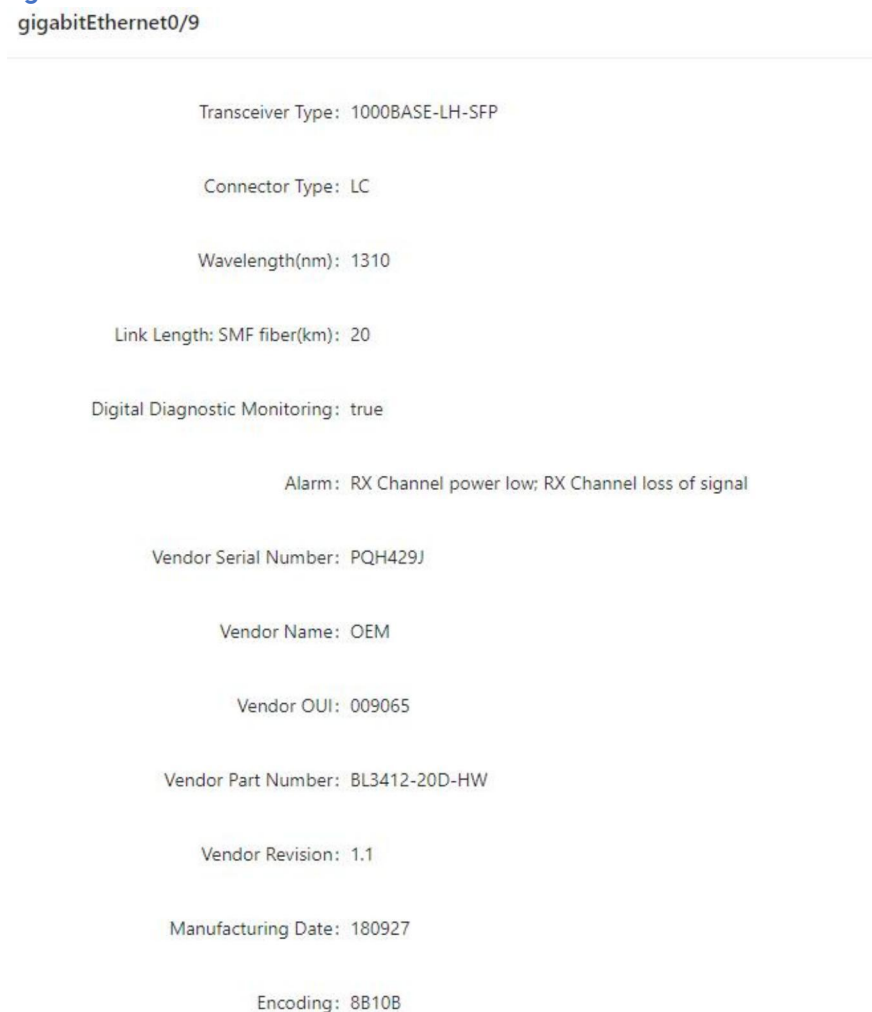 gigabitEthernet0/9
Transceiver Type: 1000BASE-LH-SFP
Connector Type: LC
Wavelength(nm): 1310
Link Length: SMF fiber(km): 20
Digital Diagnostic Monitoring: true
Alarm: RX Channel power low; RX Channel loss of signal
Vendor Serial Number: PQH429J
Vendor Name: OEM
Vendor OUI: 009065
Vendor Part Number: BL3412-20D-HW
Vendor Revision: 1.1
Manufacturing Date: 180927
Encoding: 8B10B